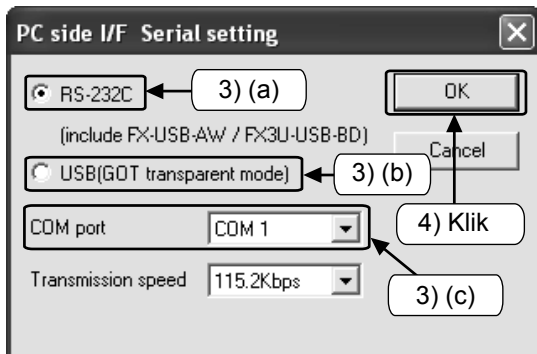 PC side I/F Serial setting
RS-232C
3) (a)
OK
(include FX-USB-AW / FX3U-USB-BD)
Cancel
USB(GOT transparent mode)
3) (b)
COM port
COM 1
4) Klik
Transmission speed
115.2Kbps
3) (c)